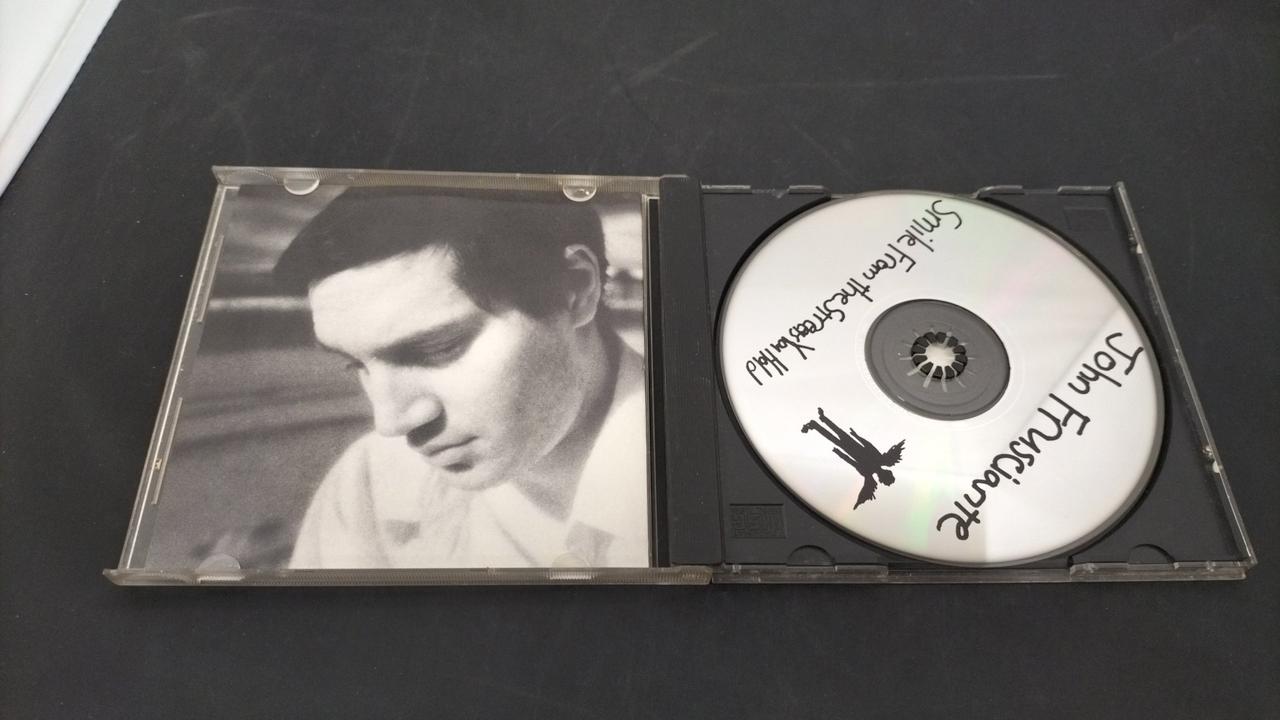 Smile From the Streets You Hold
John Frusciante